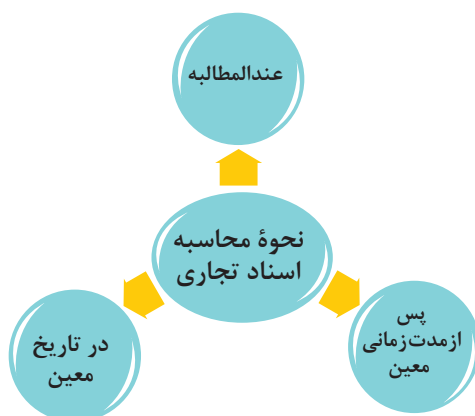 عندالمطالبه
نحوهٔ محاسبه
اسناد تجاری
پس
ازمدت‌زمانی
معین
در تاریخ
معین